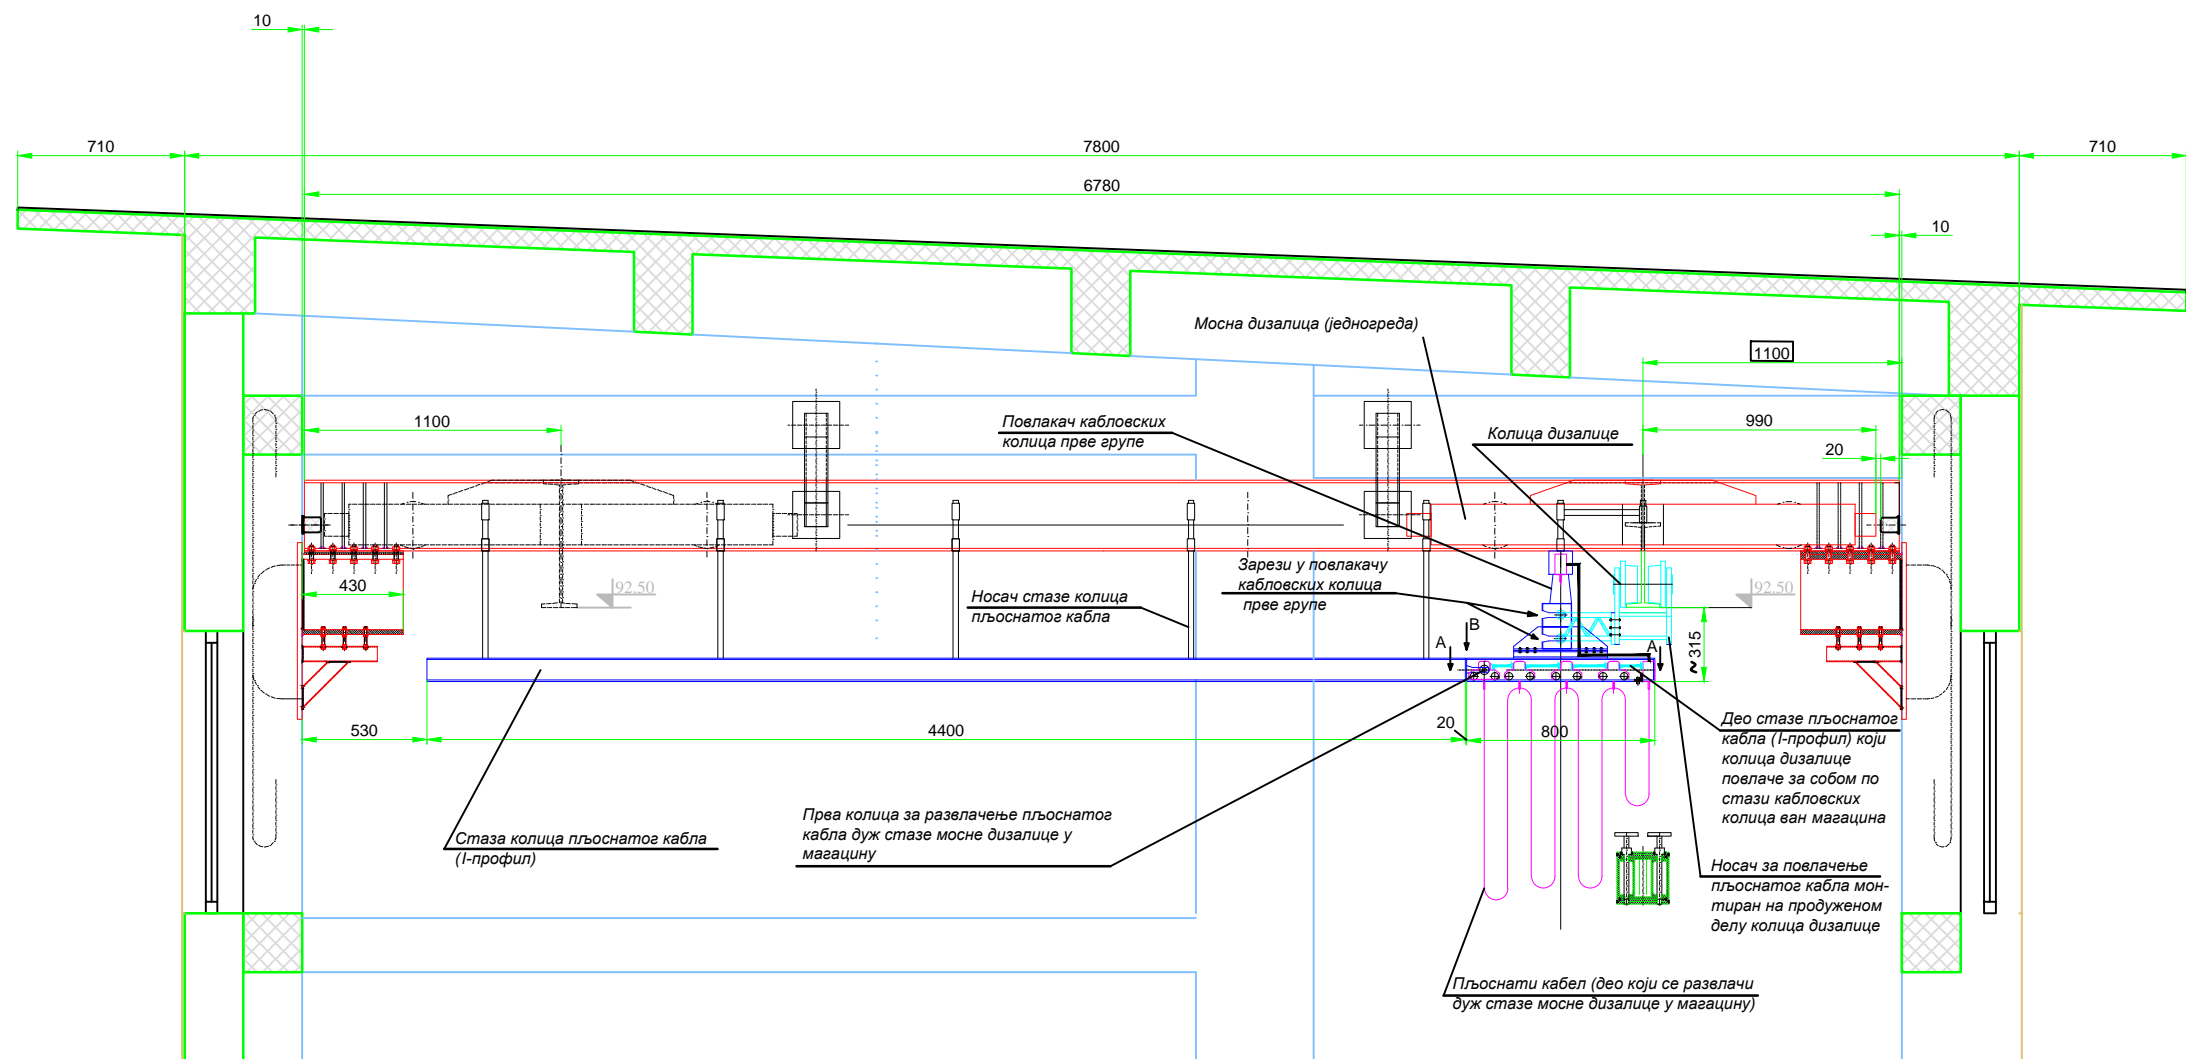 10
710
7800
710
6780
10
Мосна дизалица (једногреда)
1100
1100
Повлакач кабловских
колица прве групе
Колица дизалице
990
20
430
92.50
Носач стазе колица
пљоснатог кабла
Зарези у повлакачу
кабловских колица
прве групе
92.50
A
B
A
~315
530
4400
20
800
Део стазе пљоснатог
кабла (I-профил) који
колица дизалице
повлаче за собом по
стази кабловских
колица ван магацина
Стаза колица пљоснатог кабла
(I-профил)
Прва колица за развлачење пљоснатог
кабла дуж стазе мосне дизалице у
магацину
Носач за повлачење
пљоснатог кабла мон-
тиран на продуженом
делу колица дизалице
Пљоснати кабел (део који се развлачи
дуж стазе мосне дизалице у магацину)